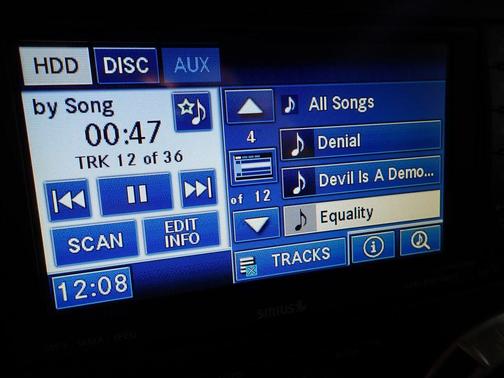 HDD DISC AUX
by Song
00:47
TRK 12 of 36
SCAN
EDIT INFO
12:08
All Songs
4
of 12
Denial
Devil Is A Demo...
Equality
TRACKS
SIRIUS